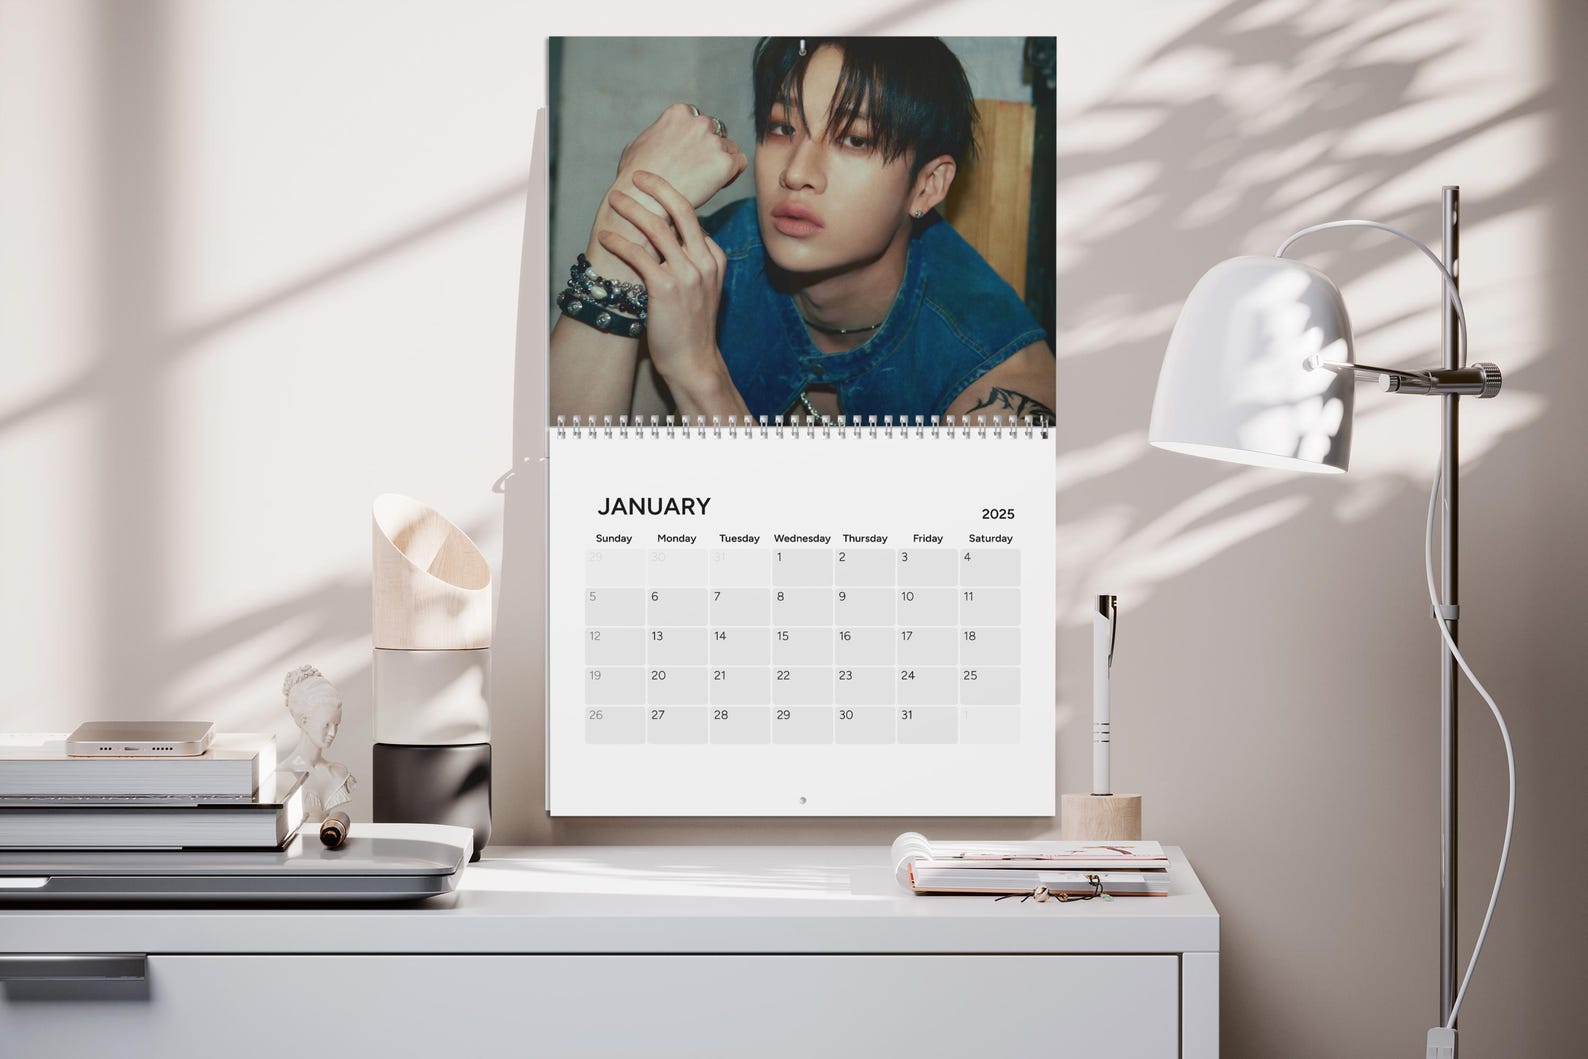 JANUARY
2025
Sunday Monday Tuesday Wednesday Thursday Friday Saturday
29 30 31 1 2 3 4
5 6 7 8 9 10 11
12 13 14 15 16 17 18
19 20 21 22 23 24 25
26 27 28 29 30 31 1